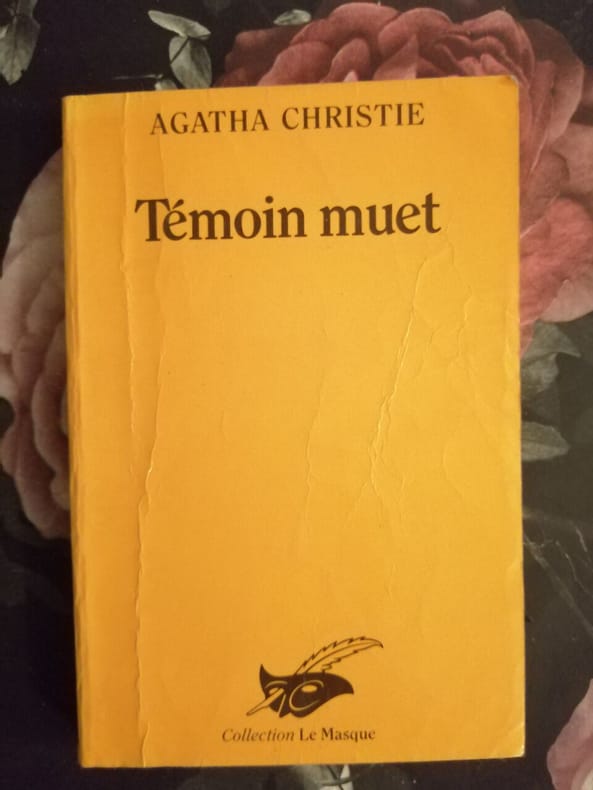 AGATHA CHRISTIE
Témoin muet
Collection Le Masque